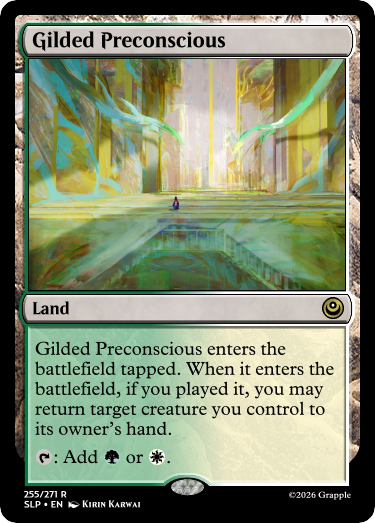 Gilded Preconscious
Land
Gilded Preconscious enters the
battlefield tapped. When it enters the
battlefield, if you played it, you may
return target creature you control to
its owner's hand.
: Add or .
255/271 R
SLP • EN Kirin Karwai
©2026 Grapple